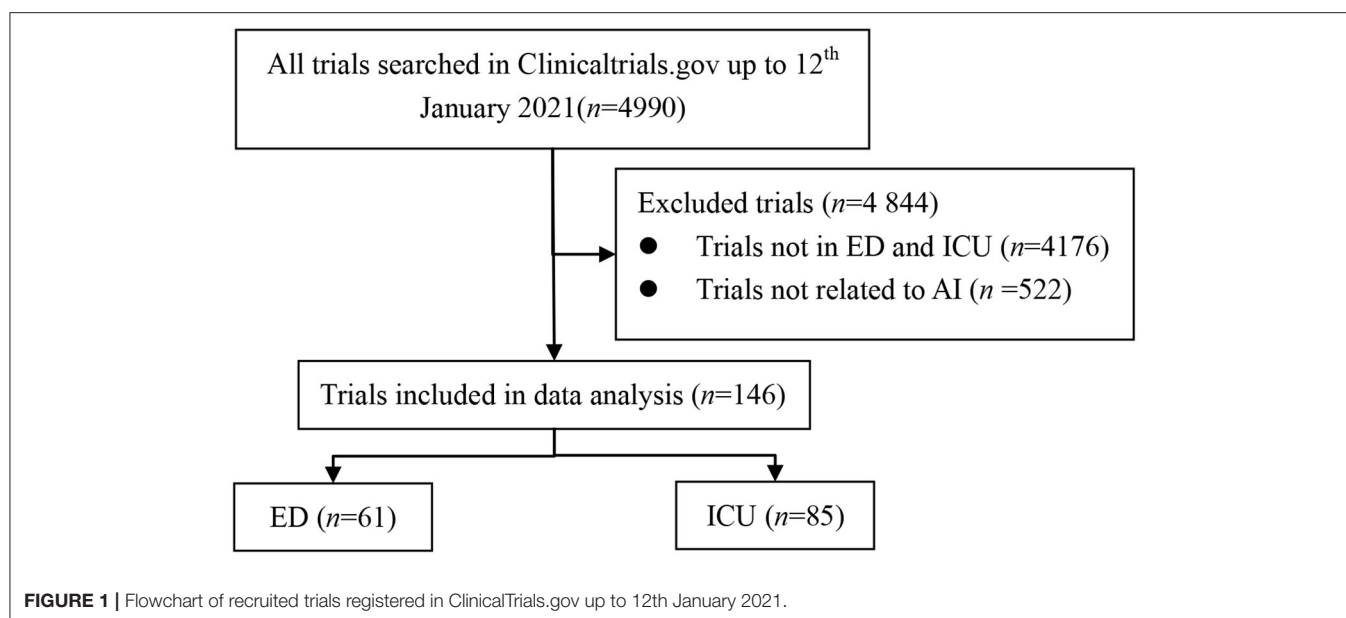 All trials searched in Clinicaltrials.gov up to 12th
January 2021(n=4990)
Excluded trials (n=4 844)
● Trials not in ED and ICU (n=4176)
● Trials not related to AI (n =522)
Trials included in data analysis (n=146)
ED (n=61)
ICU (n=85)
FIGURE 1 | Flowchart of recruited trials registered in ClinicalTrials.gov up to 12th January 2021.